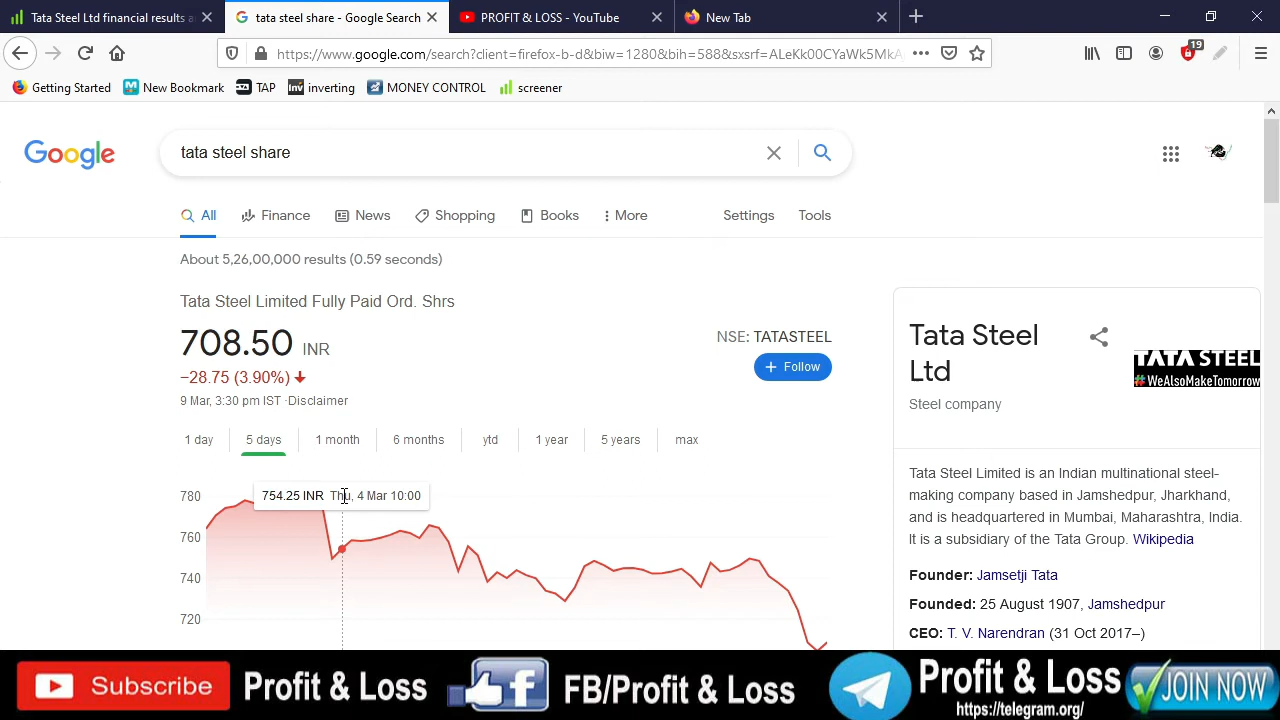 Tata Steel Ltd financial results a
tata steel share - Google Search
PROFIT & LOSS - YouTube
New Tab
https://www.google.com/search?client=firefox-b-d&biw=1280&bih=588&sxsrf=ALeKk00CYaWk5MkA
19
Getting Started
New Bookmark
TAP
Inv inverting
MONEY CONTROL
screener
Google
tata steel share
All
Finance
News
Shopping
Books
More
Settings
Tools
About 5,26,00,000 results (0.59 seconds)
Tata Steel Limited Fully Paid Ord. Shrs
708.50 INR
NSE: TATASTEEL
−28.75 (3.90%)
+ Follow
9 Mar, 3:30 pm IST ·Disclaimer
1 day
5 days
1 month
6 months
ytd
1 year
5 years
max
780
754.25 INR Thu, 4 Mar 10:00
760
740
720
Tata Steel
Ltd
Steel company
TATA STEEL
#WeAlsoMakeTomorrow
Tata Steel Limited is an Indian multinational steel-
making company based in Jamshedpur, Jharkhand,
and is headquartered in Mumbai, Maharashtra, India.
It is a subsidiary of the Tata Group. Wikipedia
Founder: Jamsetji Tata
Founded: 25 August 1907, Jamshedpur
CEO: T. V. Narendran (31 Oct 2017–)
Subscribe
Profit & Loss
f
FB/Profit & Loss
Profit & Loss
https://telegram.org/
JOIN NOW